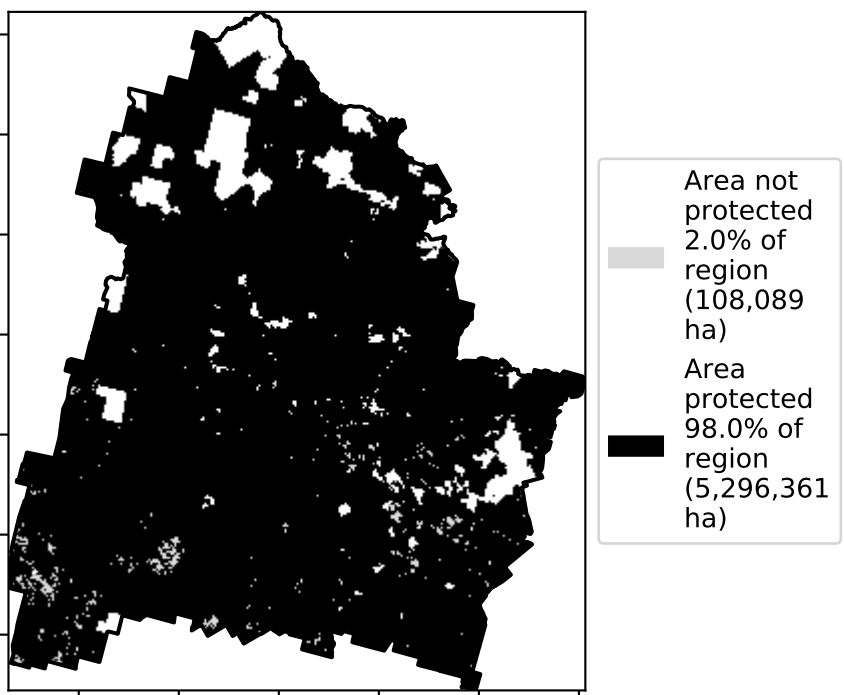 Area not
protected
2.0% of
region
(108,089
ha)
Area
protected
98.0% of
region
(5,296,361
ha)